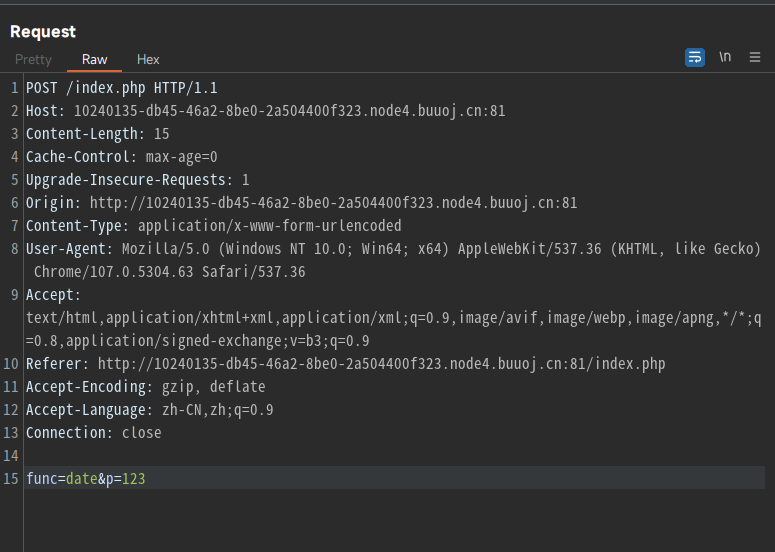 Request
Pretty Raw Hex \n
1 POST /index.php HTTP/1.1
2 Host: 10240135-db45-46a2-8be0-2a504400f323.node4.buuoj.cn:81
3 Content-Length: 15
4 Cache-Control: max-age=0
5 Upgrade-Insecure-Requests: 1
6 Origin: http://10240135-db45-46a2-8be0-2a504400f323.node4.buuoj.cn:81
7 Content-Type: application/x-www-form-urlencoded
8 User-Agent: Mozilla/5.0 (Windows NT 10.0; Win64; x64) AppleWebKit/537.36 (KHTML, like Gecko)
Chrome/107.0.5304.63 Safari/537.36
9 Accept:
text/html,application/xhtml+xml,application/xml;q=0.9,image/avif,image/webp,image/apng,*/*;q
=0.8,application/signed-exchange;v=b3;q=0.9
10 Referer: http://10240135-db45-46a2-8be0-2a504400f323.node4.buuoj.cn:81/index.php
11 Accept-Encoding: gzip, deflate
12 Accept-Language: zh-CN,zh;q=0.9
13 Connection: close
14
15 func=date&p=123